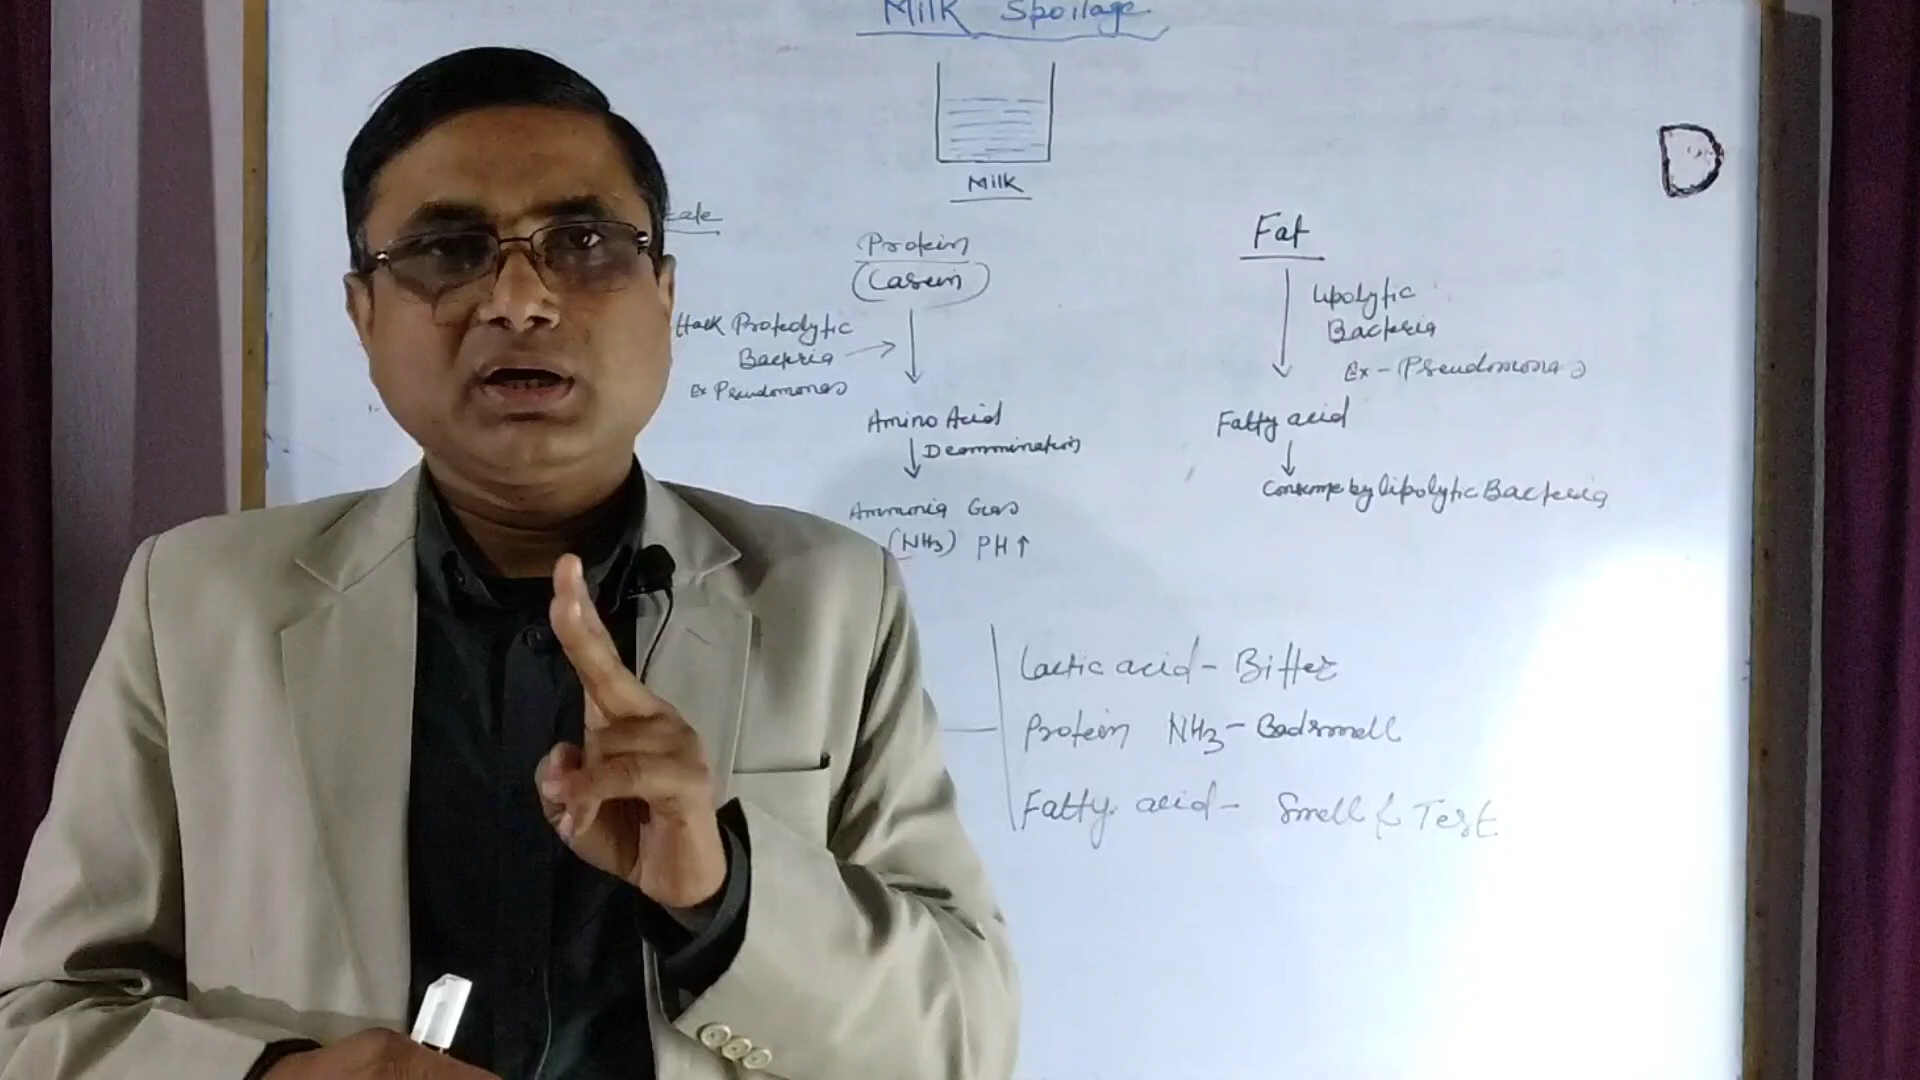 Milk Spoilage
Milk
Protein
(Casein)
Proteolytic
Bacteria
Ex Pseudomonas
Amino Acid
Deammination
Ammonia Gas
(NH3) PH↑
Fat
Lipolytic
Bacteria
Ex - Pseudomonas
Fatty acid
Consume by lipolytic Bacteria
D
Lactic acid - Bitter
Protein NH3 - Badsmell
Fatty acid - Smell & Test